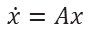 ẋ = Ax